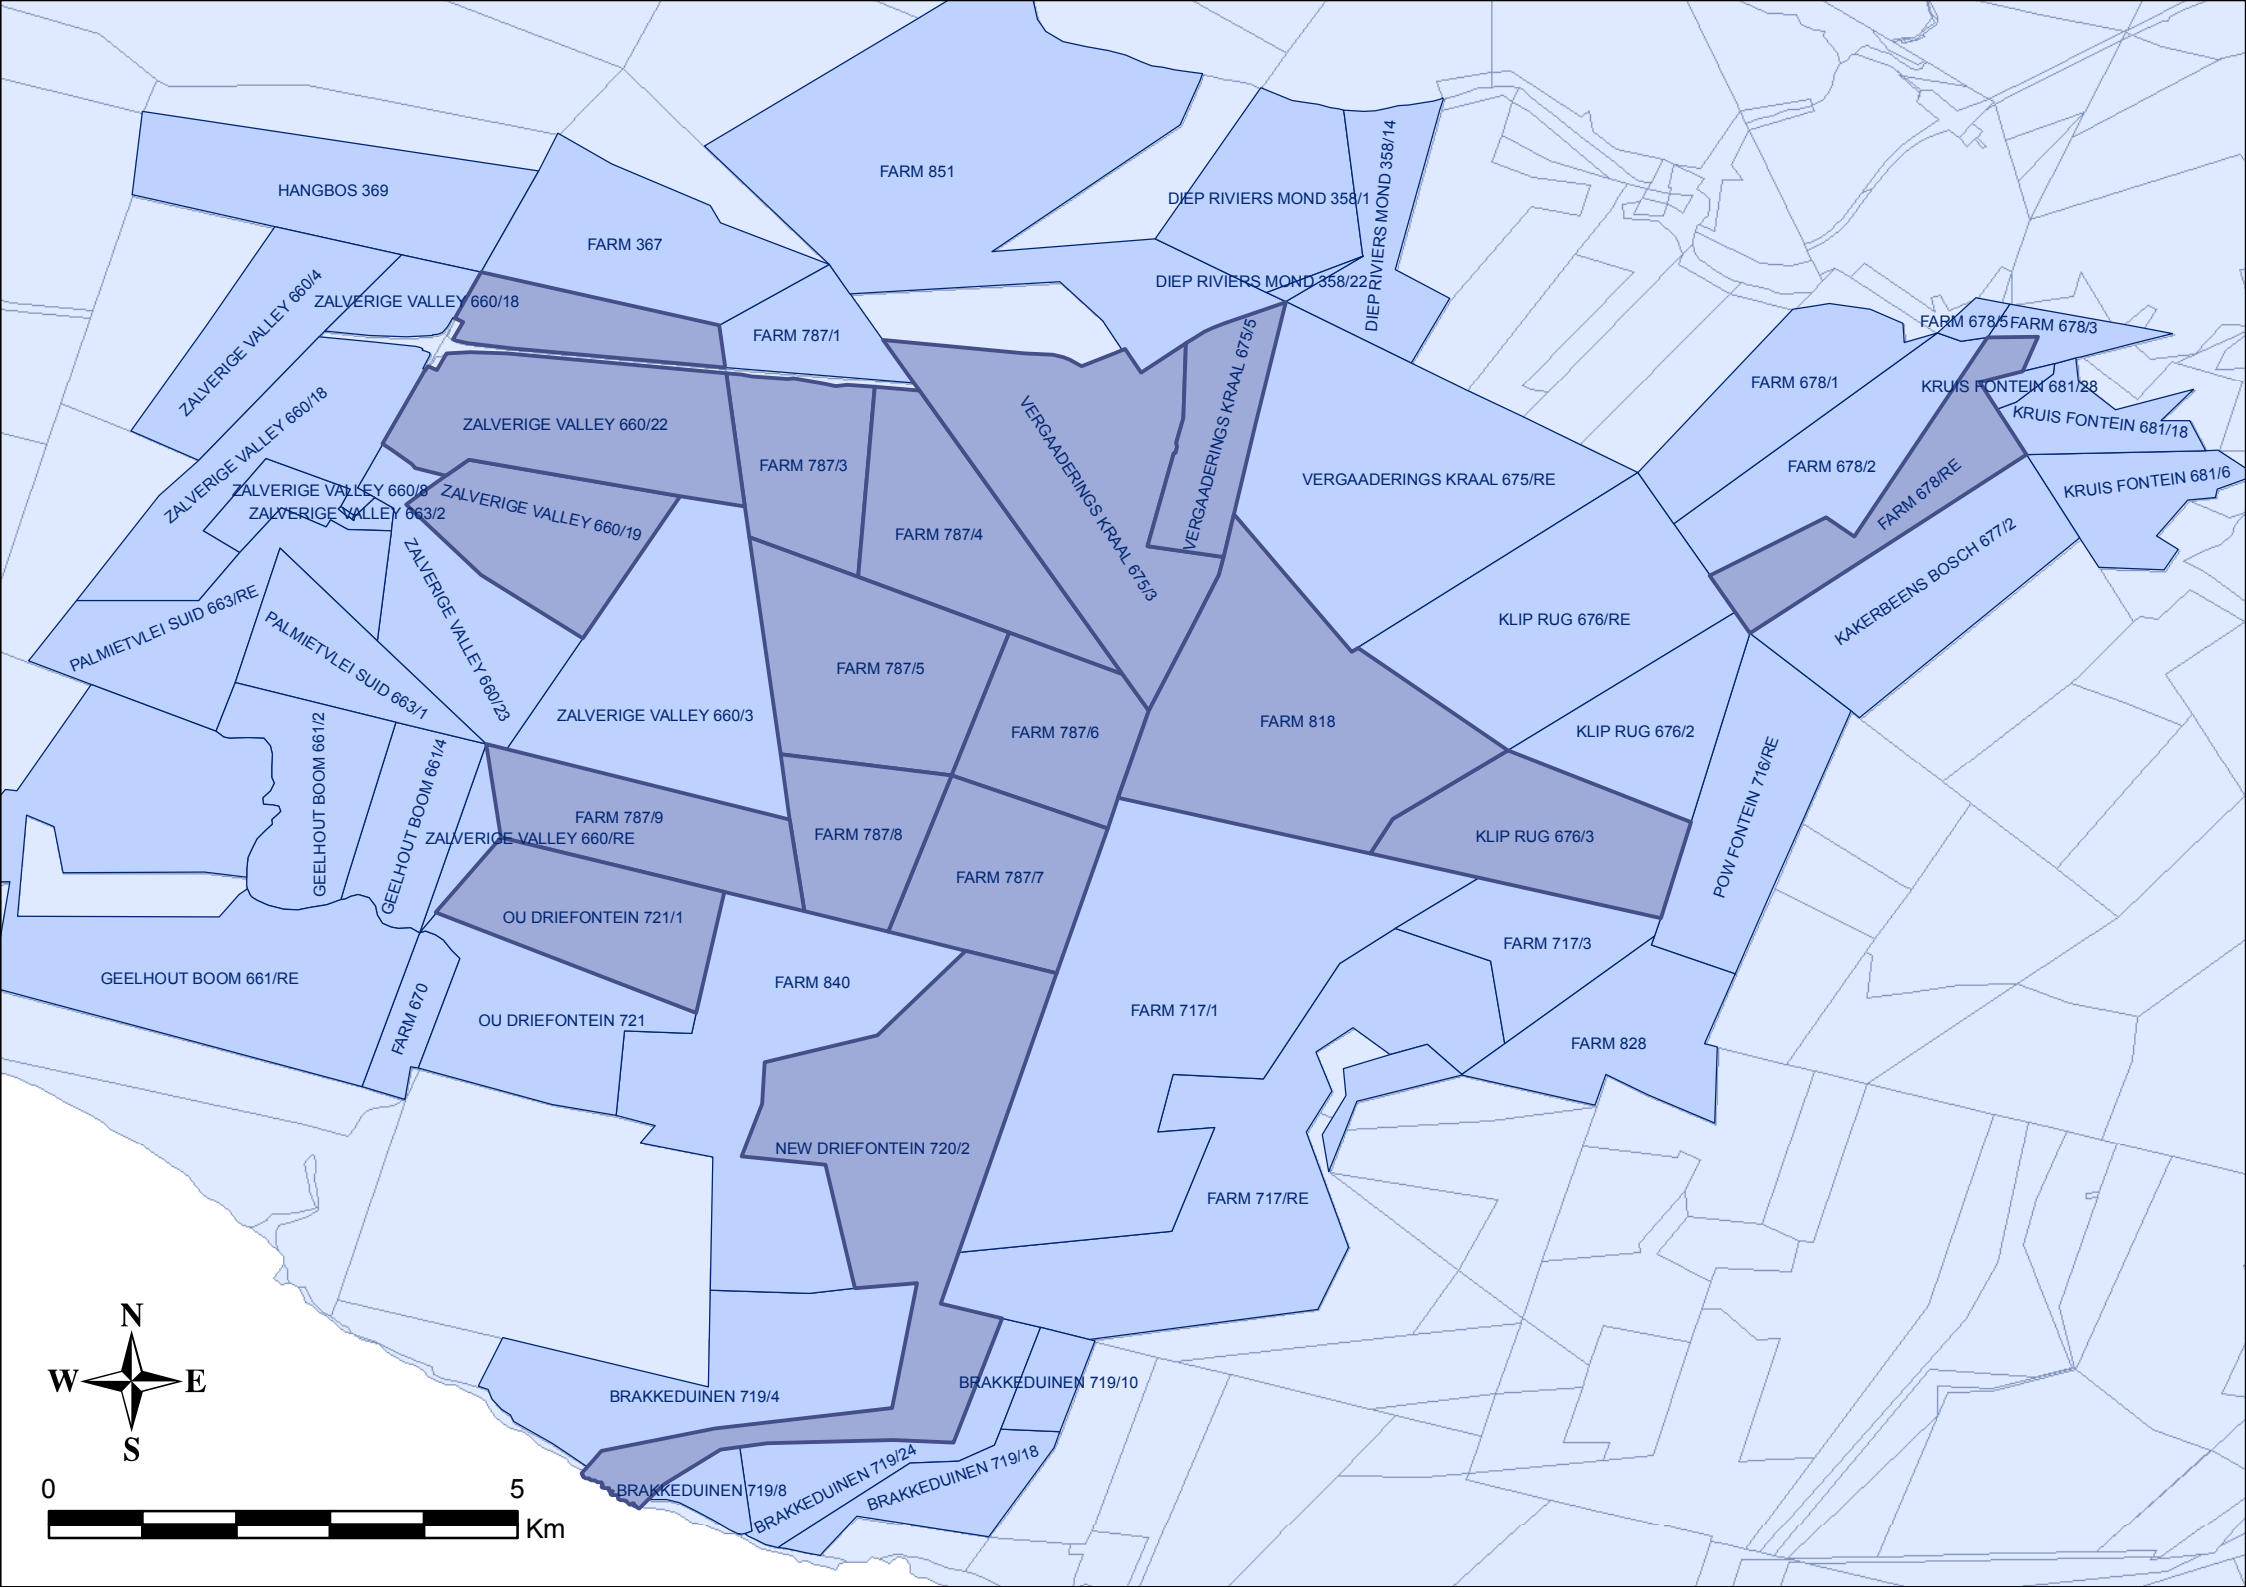 FARM 851
HANGBOS 369
DIEP RIVIERS MOND 358/1
DIEP RIVIERS MOND 358/14
FARM 367
DIEP RIVIERS MOND 358/22
ZALVERIGE VALLEY 660/4
ZALVERIGE VALLEY 660/18
FARM 787/1
VERGAADERINGS KRAAL 675/5
FARM 678/5
FARM 678/3
FARM 678/1
KRUIS FONTEIN 681/28
KRUIS FONTEIN 681/18
ZALVERIGE VALLEY 660/18
ZALVERIGE VALLEY 660/22
VERGAADERINGS KRAAL 675/3
FARM 787/3
FARM 678/2
VERGAADERINGS KRAAL 675/RE
KRUIS FONTEIN 681/6
ZALVERIGE VALLEY 660/8
ZALVERIGE VALLEY 663/2
ZALVERIGE VALLEY 660/19
FARM 678/RE
FARM 787/4
KAKERBEENS BOSCH 677/2
PALMIETVLEI SUID 663/RE
ZALVERIGE VALLEY 660/23
KLIP RUG 676/RE
PALMIETVLEI SUID 663/1
FARM 787/5
ZALVERIGE VALLEY 660/3
FARM 818
FARM 787/6
KLIP RUG 676/2
GEELHOUT BOOM 661/2
GEELHOUT BOOM 661/4
POW FONTEIN 716/RE
FARM 787/9
ZALVERIGE VALLEY 660/RE
FARM 787/8
KLIP RUG 676/3
FARM 787/7
OU DRIEFONTEIN 721/1
FARM 717/3
GEELHOUT BOOM 661/RE
FARM 840
FARM 670
OU DRIEFONTEIN 721
FARM 717/1
FARM 828
NEW DRIEFONTEIN 720/2
FARM 717/RE
N
W E
S
BRAKKEDUINEN 719/10
BRAKKEDUINEN 719/4
BRAKKEDUINEN 719/8
BRAKKEDUINEN 719/24
BRAKKEDUINEN 719/18
0 5
Km